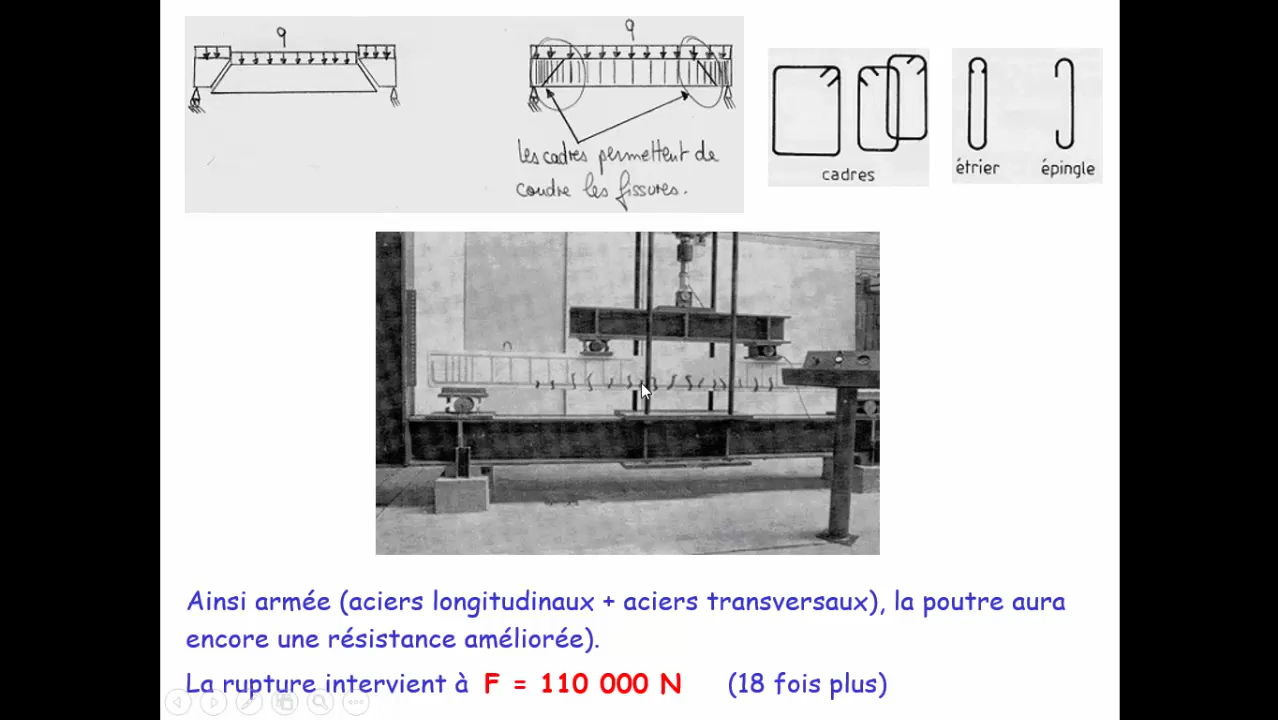 q
q
les cadres permettent de
coudre les fissures.
cadres
étrier
épingle
Ainsi armée (aciers longitudinaux + aciers transversaux), la poutre aura
encore une résistance améliorée).
La rupture intervient à F = 110 000 N (18 fois plus)